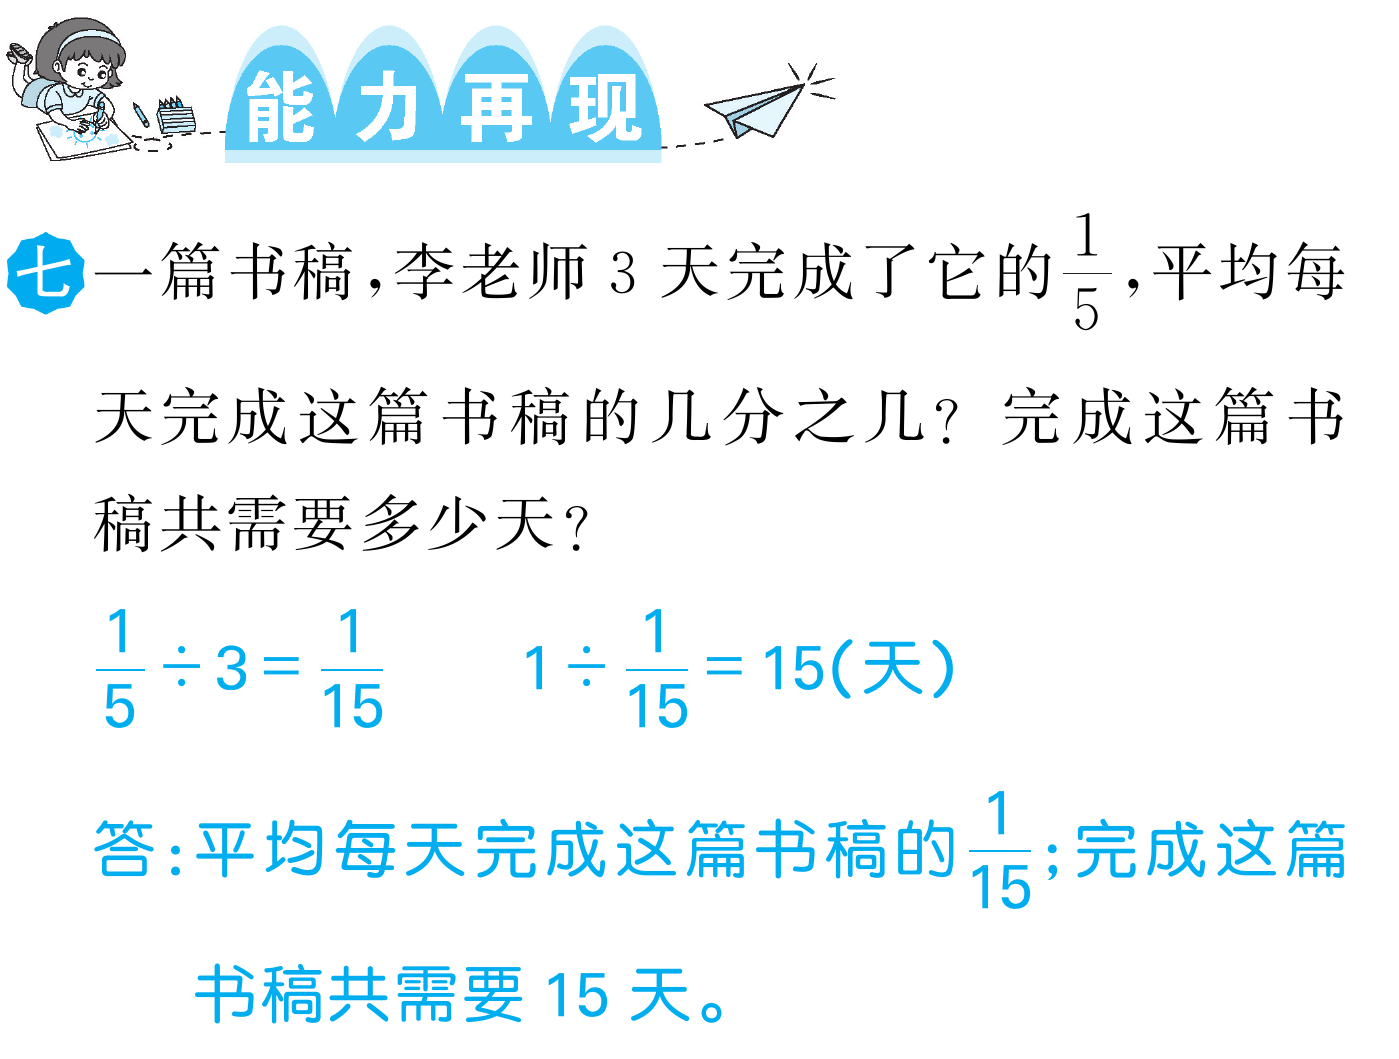 能力再现
七 一篇书稿,李老师 3 天完成了它的1/5,平均每
天完成这篇书稿的几分之几? 完成这篇书
稿共需要多少天?
1/5÷3=1/15 1÷1/15=15(天)
答:平均每天完成这篇书稿的1/15;完成这篇
书稿共需要 15 天。